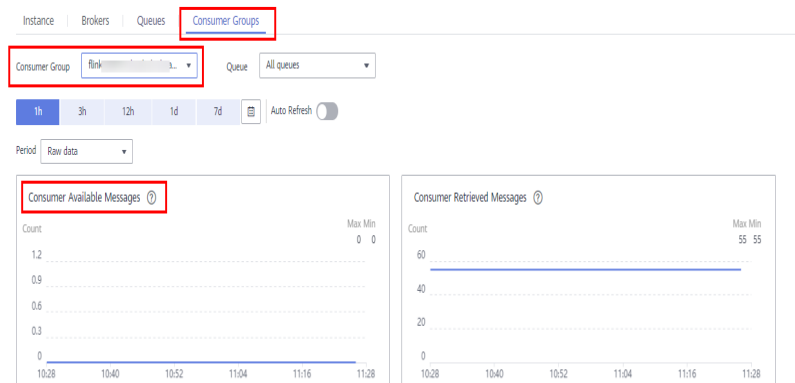 Instance Brokers Queues Consumer Groups
Consumer Group flink a... Queue All queues
1h 3h 12h 1d 7d Auto Refresh
Period Raw data
Consumer Available Messages ?
Count
Max Min
0 0
1.2
0.9
0.6
0.3
0
10:28 10:40 10:52 11:04 11:16 11:28
Consumer Retrieved Messages ?
Count
Max Min
55 55
60
40
20
0
10:28 10:40 10:52 11:04 11:16 11:28